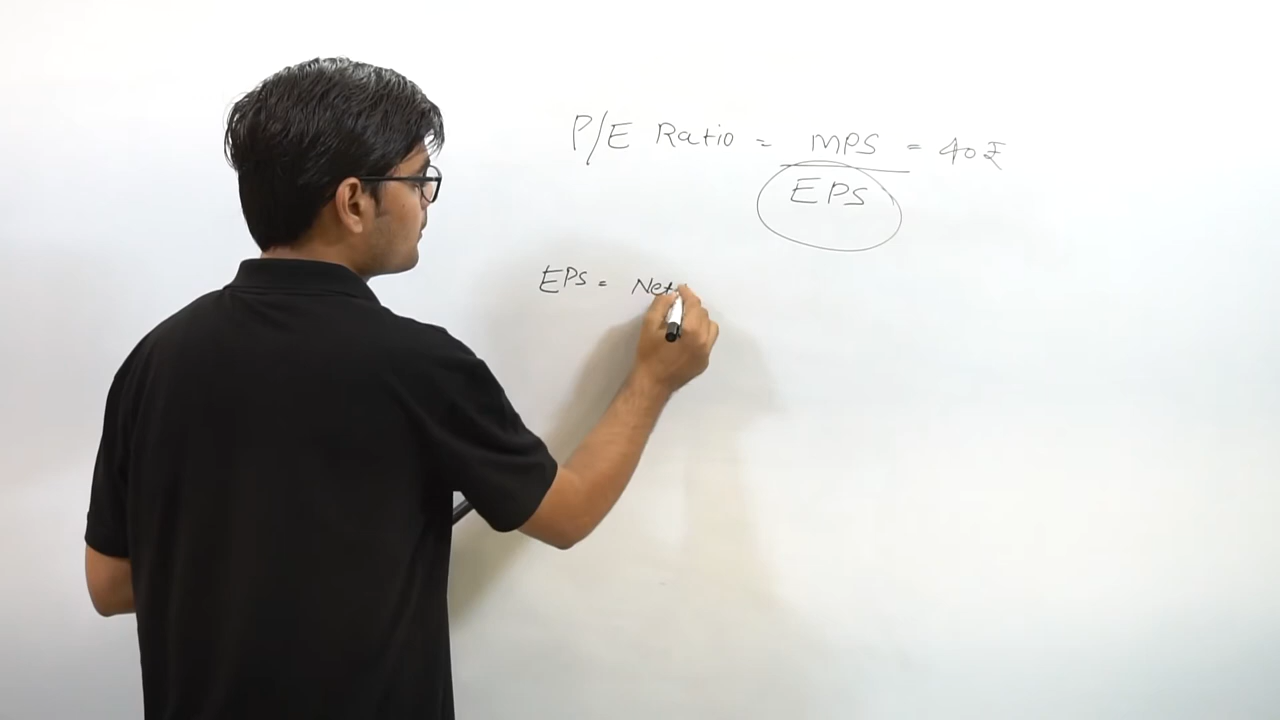 P/E Ratio = MPS = 40₹
EPS
EPS = Net